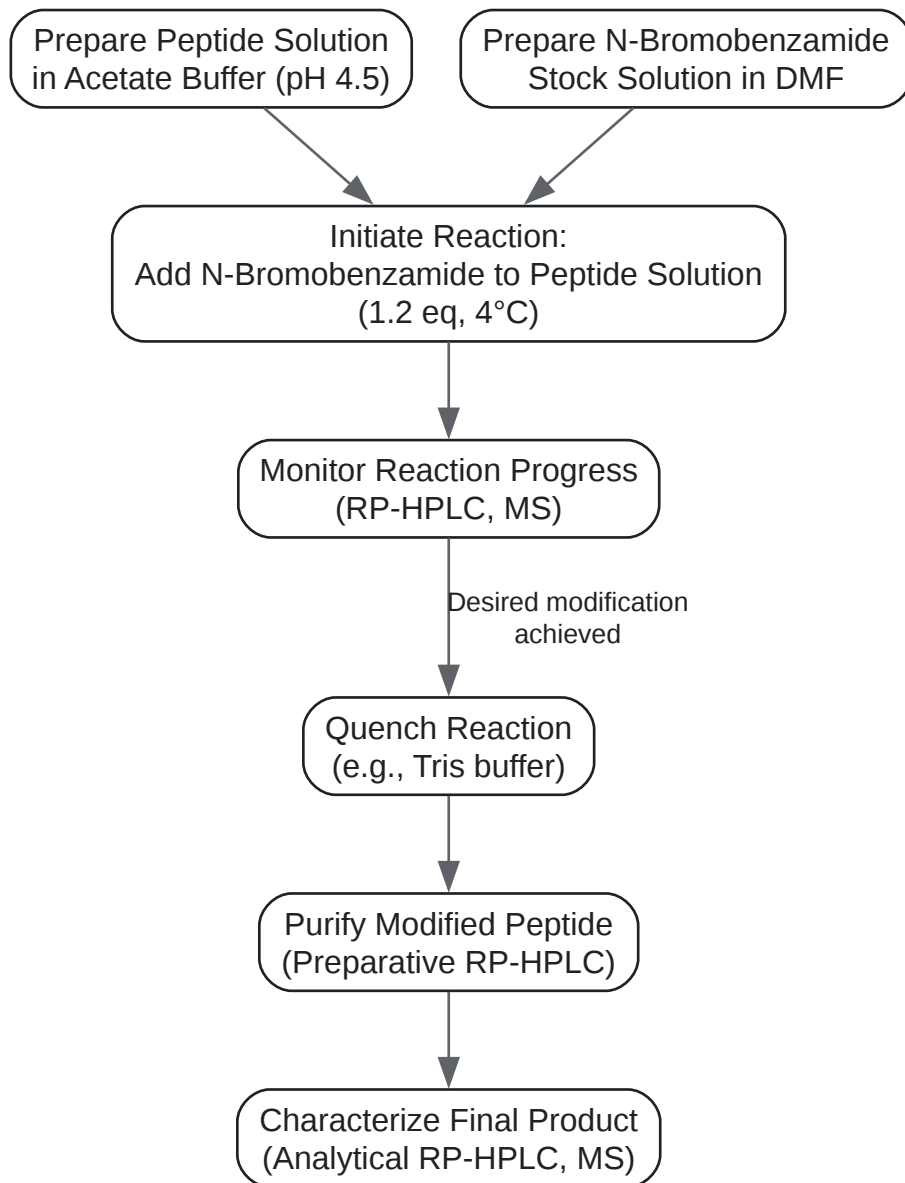 Prepare Peptide Solution
in Acetate Buffer (pH 4.5)
Prepare N-Bromobenzamide
Stock Solution in DMF
Initiate Reaction:
Add N-Bromobenzamide to Peptide Solution
(1.2 eq, 4°C)
Monitor Reaction Progress
(RP-HPLC, MS)
Desired modification
achieved
Quench Reaction
(e.g., Tris buffer)
Purify Modified Peptide
(Preparative RP-HPLC)
Characterize Final Product
(Analytical RP-HPLC, MS)